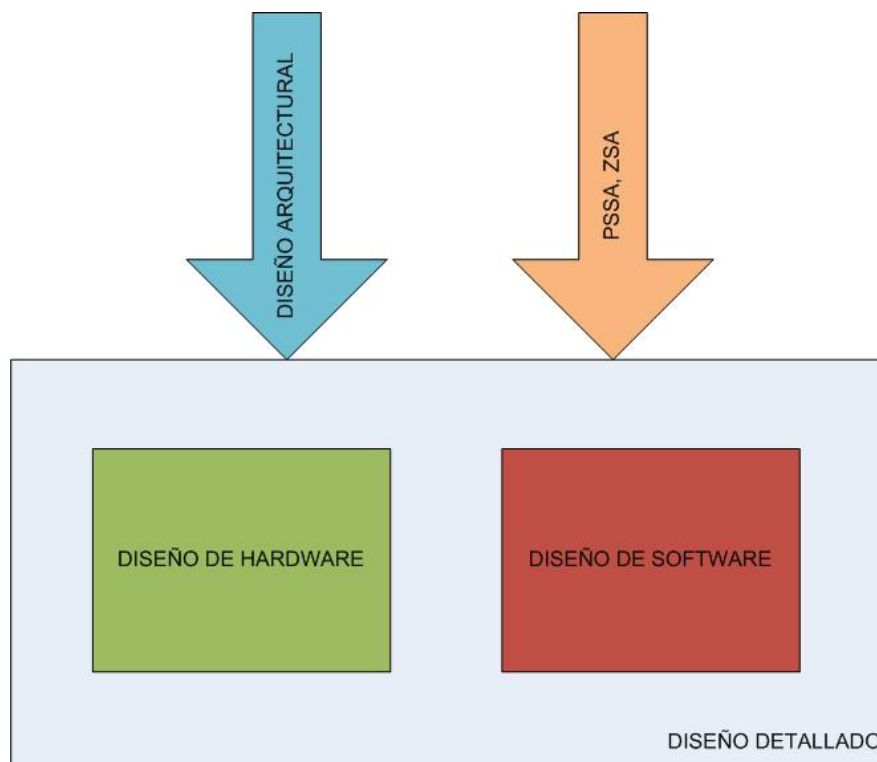 DISEÑO ARQUITECTURAL
PSSA, ZSA
DISEÑO DE HARDWARE
DISEÑO DE SOFTWARE
DISEÑO DETALLADO